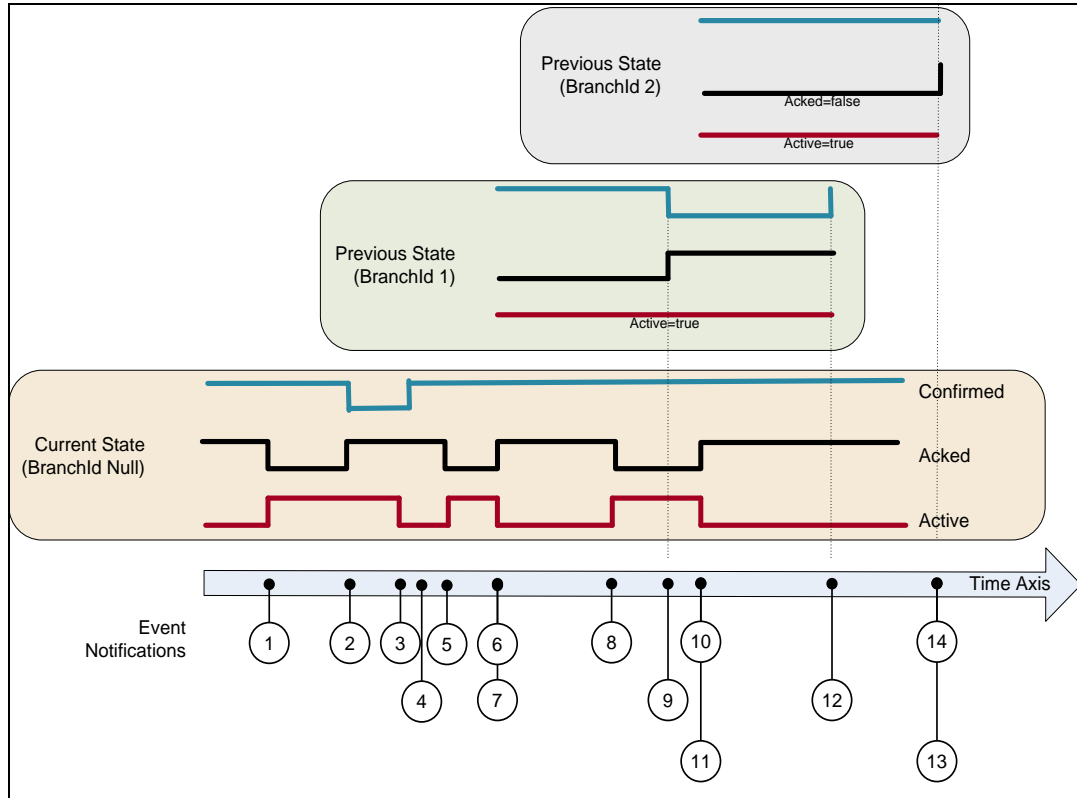 Previous State
(BranchId 2)
Acked=false
Active=true
Previous State
(BranchId 1)
Active=true
Current State
(BranchId Null)
Confirmed
Acked
Active
Time Axis
Event
Notifications
1
2
3
4
5
6
7
8
9
10
11
12
14
13